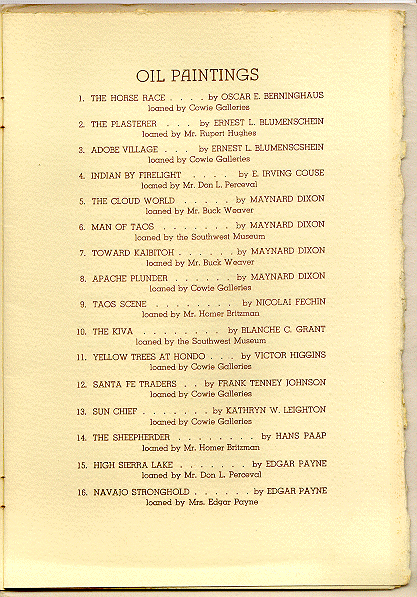 OIL PAINTINGS
1. THE HORSE RACE . . . . by OSCAR E. BERNINGHAUS
loaned by Cowie Galleries
2. THE PLASTERER . . . by ERNEST L. BLUMENSCHEIN
loaned by Mr. Rupert Hughes
3. ADOBE VILLAGE . . . by ERNEST L. BLUMENSCSHEIN
loaned by Cowie Galleries
4. INDIAN BY FIRELIGHT . . . . by E. IRVING COUSE
loaned by Mr. Don L. Perceval
5. THE CLOUD WORLD . . . . . by MAYNARD DIXON
loaned by Mr. Buck Weaver
6. MAN OF TAOS . . . . . . . by MAYNARD DIXON
loaned by the Southwest Museum
7. TOWARD KAIBITOH . . . . . . by MAYNARD DIXON
loaned by Mr. Buck Weaver
8. APACHE PLUNDER . . . . . . by MAYNARD DIXON
loaned by Cowie Galleries
9. TAOS SCENE . . . . . . . . by NICOLAI FECHIN
loaned by Mr. Homer Britzman
10. THE KIVA . . . . . . . . by BLANCHE C. GRANT
loaned by the Southwest Museum
11. YELLOW TREES AT HONDO . . . by VICTOR HIGGINS
loaned by Cowie Galleries
12. SANTA FE TRADERS . . by FRANK TENNEY JOHNSON
loaned by Cowie Galleries
13. SUN CHIEF . . . . . . . by KATHRYN W. LEIGHTON
loaned by Cowie Galleries
14. THE SHEEPHERDER . . . . . . . . by HANS PAAP
loaned by Mr. Homer Britzman
15. HIGH SIERRA LAKE . . . . . . . by EDGAR PAYNE
loaned by Mr. Don L. Perceval
16. NAVAJO STRONGHOLD . . . . . . by EDGAR PAYNE
loaned by Mrs. Edgar Payne